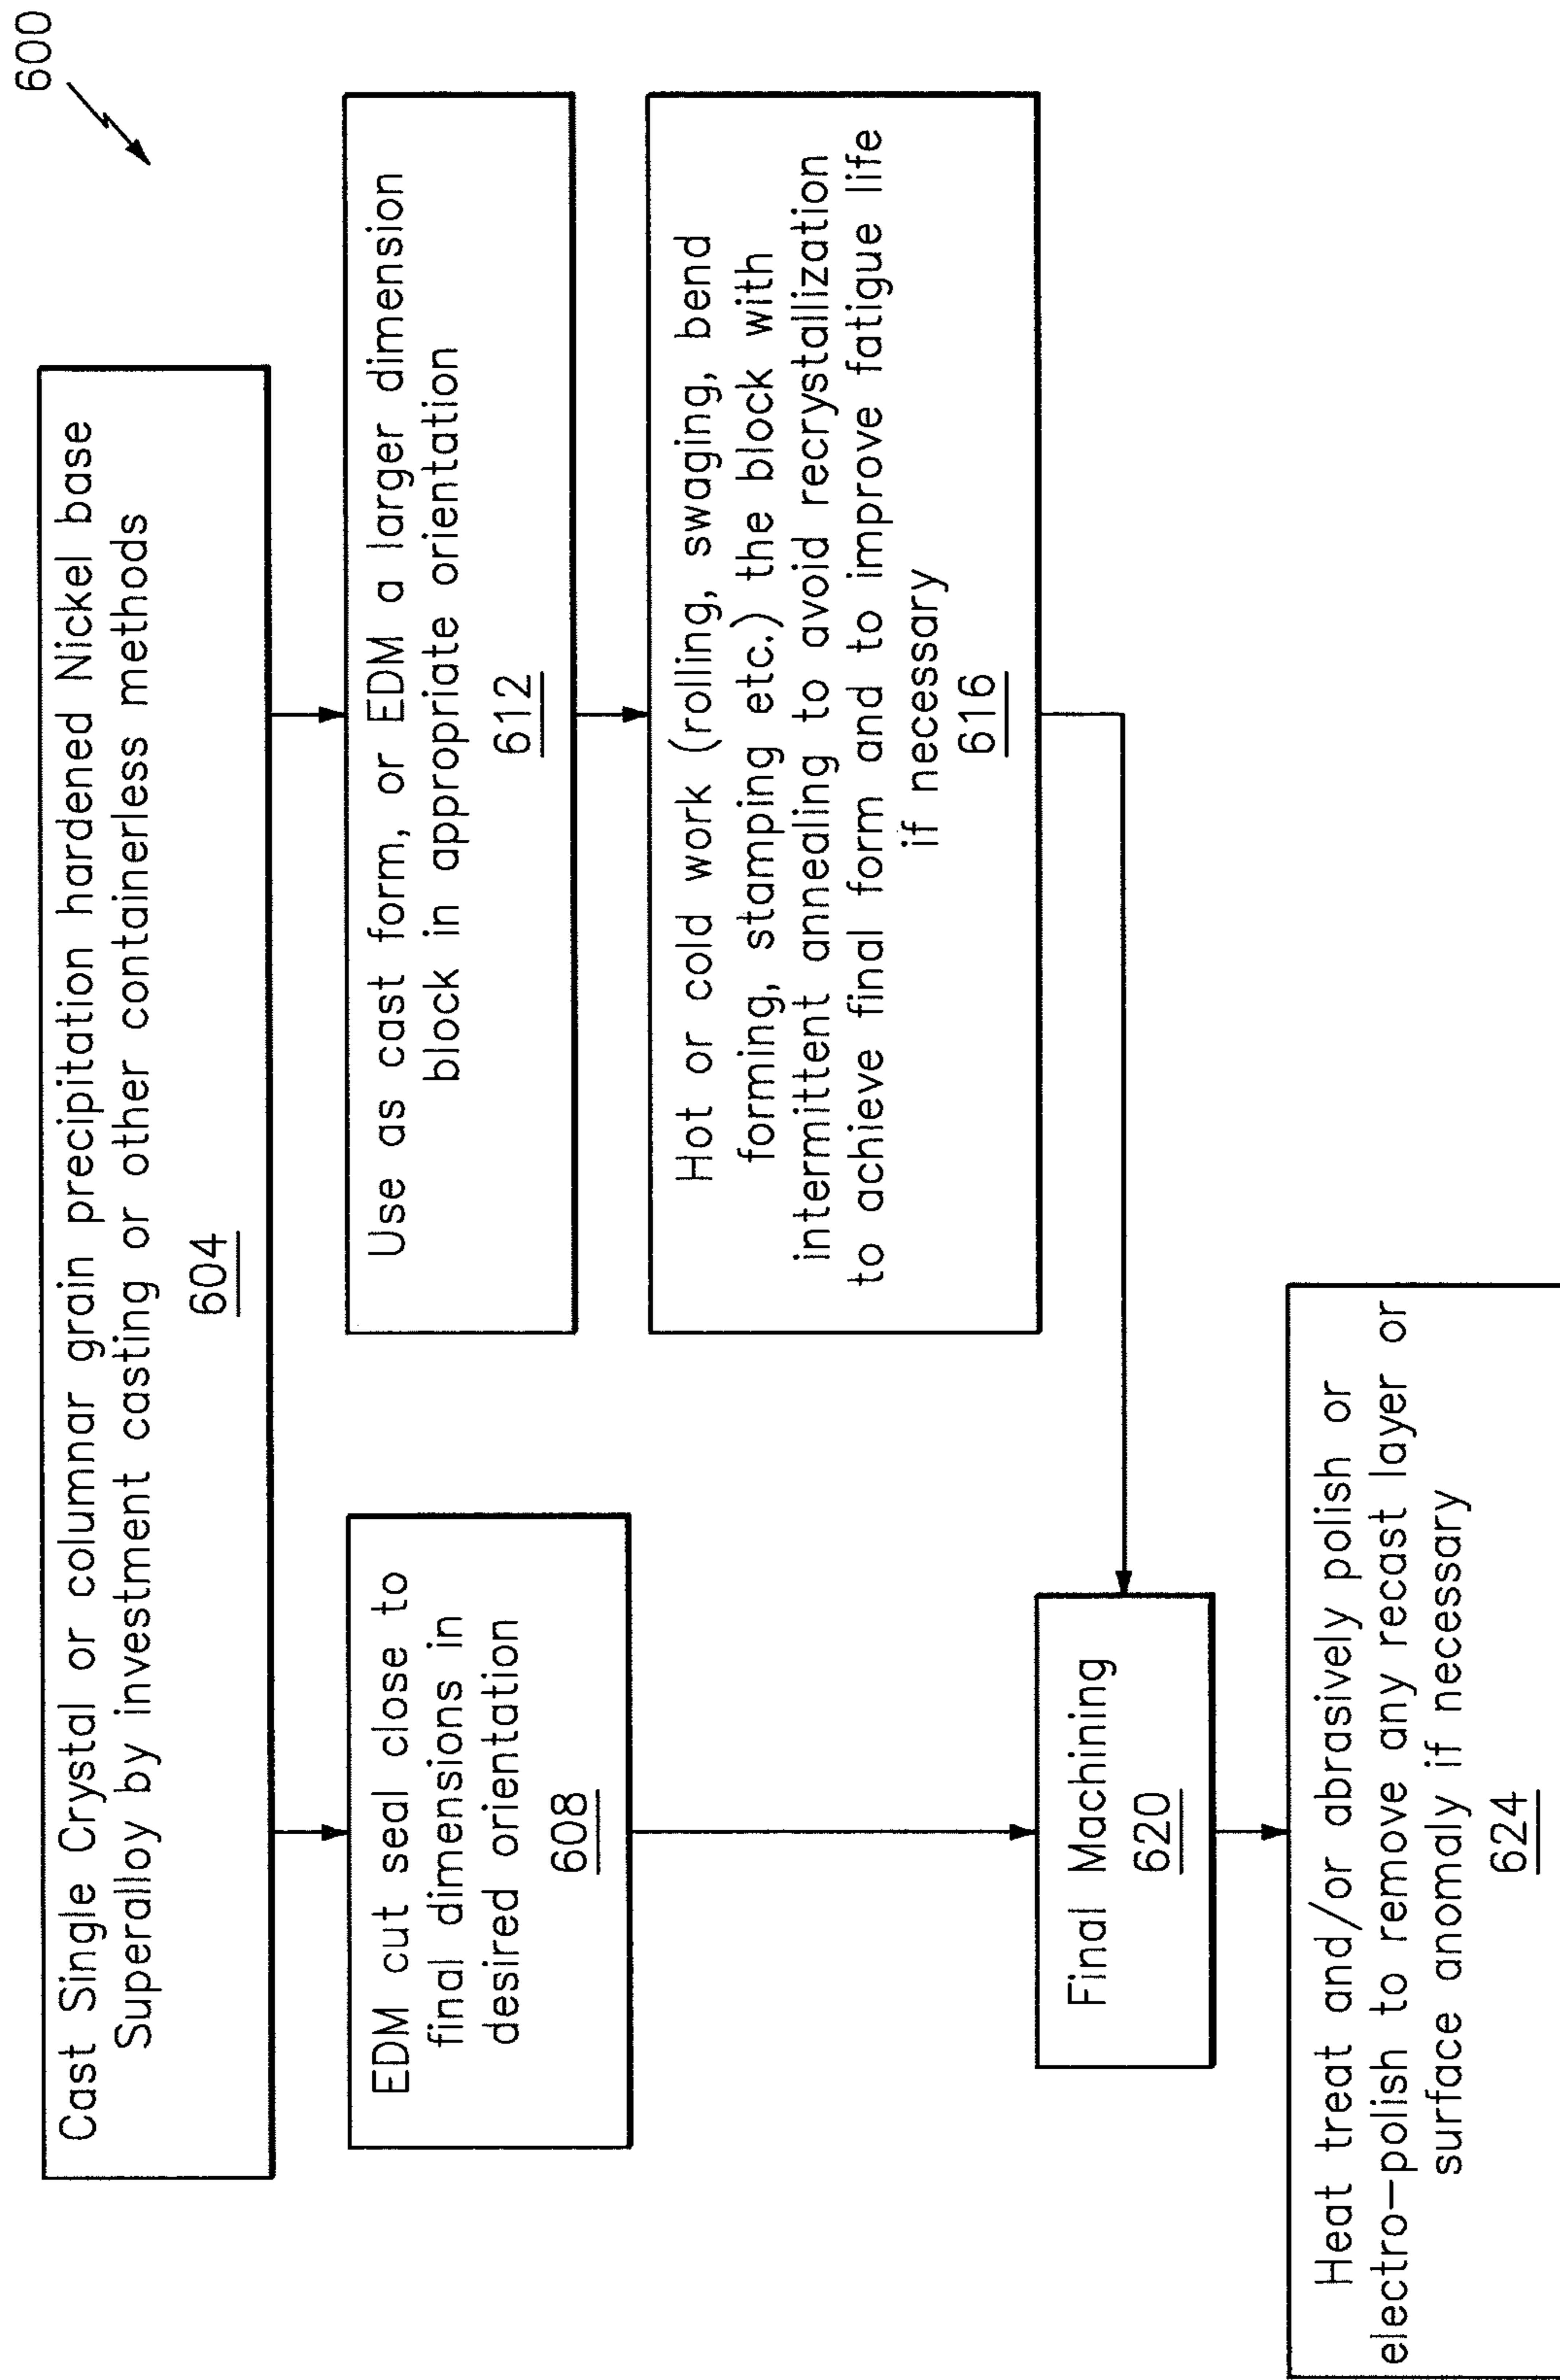 600
Cast Single Crystal or columnar grain precipitation hardened Nickel base
Superalloy by investment casting or other containerless methods
604
EDM cut seal close to
final dimensions in
desired orientation
608
Use as cast form, or EDM a larger dimension
block in appropriate orientation
612
Hot or cold work (rolling, swaging, bend
forming, stamping etc.) the block with
intermittent annealing to avoid recrystallization
to achieve final form and to improve fatigue life
if necessary
616
Final Machining
620
Heat treat and/or abrasively polish or
electro-polish to remove any recast layer or
surface anomaly if necessary
624